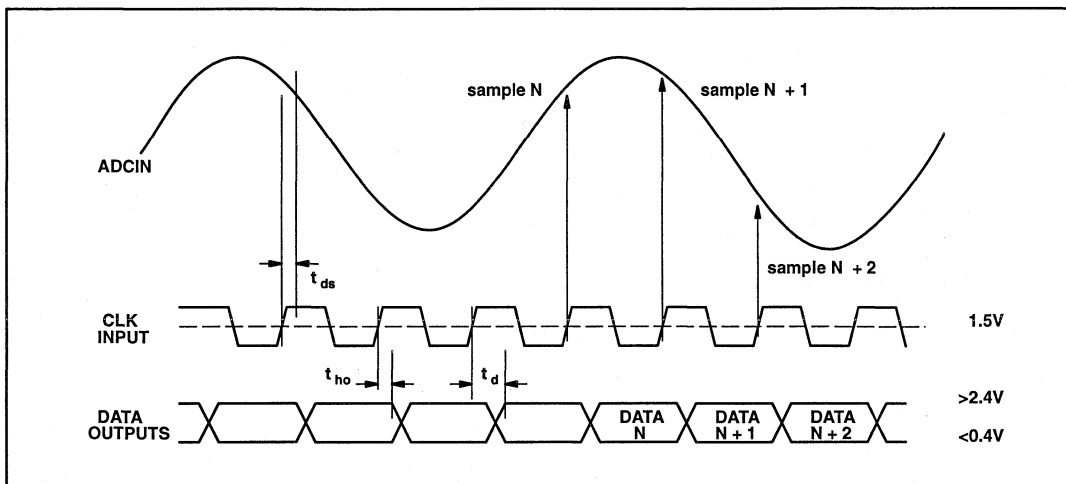 sample N
sample N + 1
ADCIN
sample N + 2
t ds
CLK
INPUT
1.5V
t ho
t d
>2.4V
DATA
OUTPUTS
DATA
N
DATA
N + 1
DATA
N + 2
<0.4V